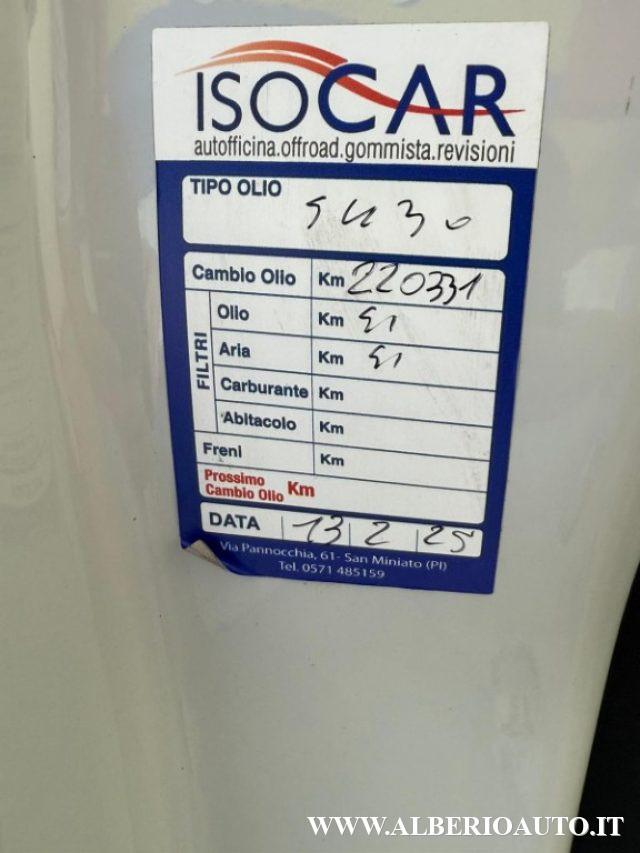 ISOCAR
autofficina.offroad.gommista.revisioni
TIPO OLIO 5W30
Cambio Olio Km 220331
FILTRI
Olio Km SI
Aria Km SI
Carburante Km
Abitacolo Km
Freni Km
Prossimo Cambio Olio Km
DATA 13 2 25
Via Pannocchia, 61- San Miniato (PI)
Tel. 0571 485159
WWW.ALBERIOAUTO.IT